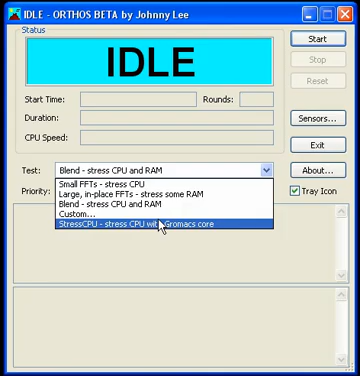 IDLE - ORTHOS BETA by Johnny Lee
Status
IDLE
Start
Stop
Reset
Start Time:
Rounds:
Duration:
CPU Speed:
Sensors...
Exit
Test:
Blend - stress CPU and RAM
About...
Small FFTs - stress CPU
Priority:
Large, in-place FFTs - stress some RAM
Tray Icon
Blend - stress CPU and RAM
Custom...
StressCPU - stress CPU with Gromacs core